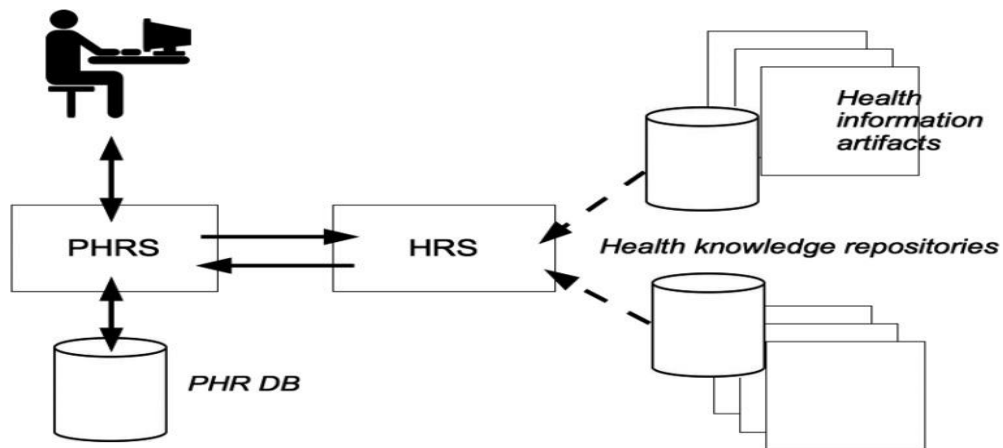 Health
information
artifacts
PHRS
HRS
Health knowledge repositories
PHR DB